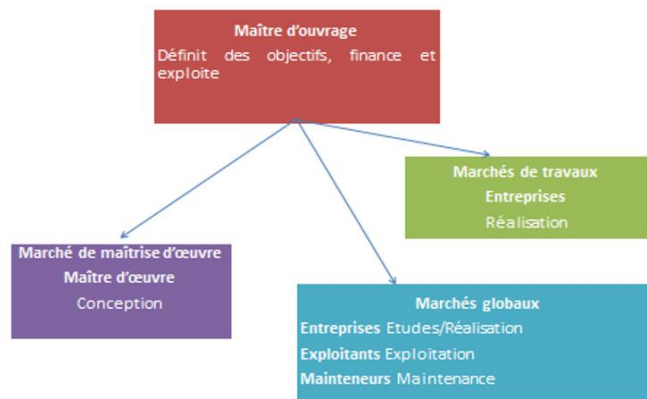 Maître d'ouvrage
Définit des objectifs, finance et
exploite
Marchés de travaux
Entreprises
Réalisation
Marché de maîtrise d'œuvre
Maître d'œuvre
Conception
Marchés globaux
Entreprises Etudes/Réalisation
Exploitants Exploitation
Mainteneurs Maintenance